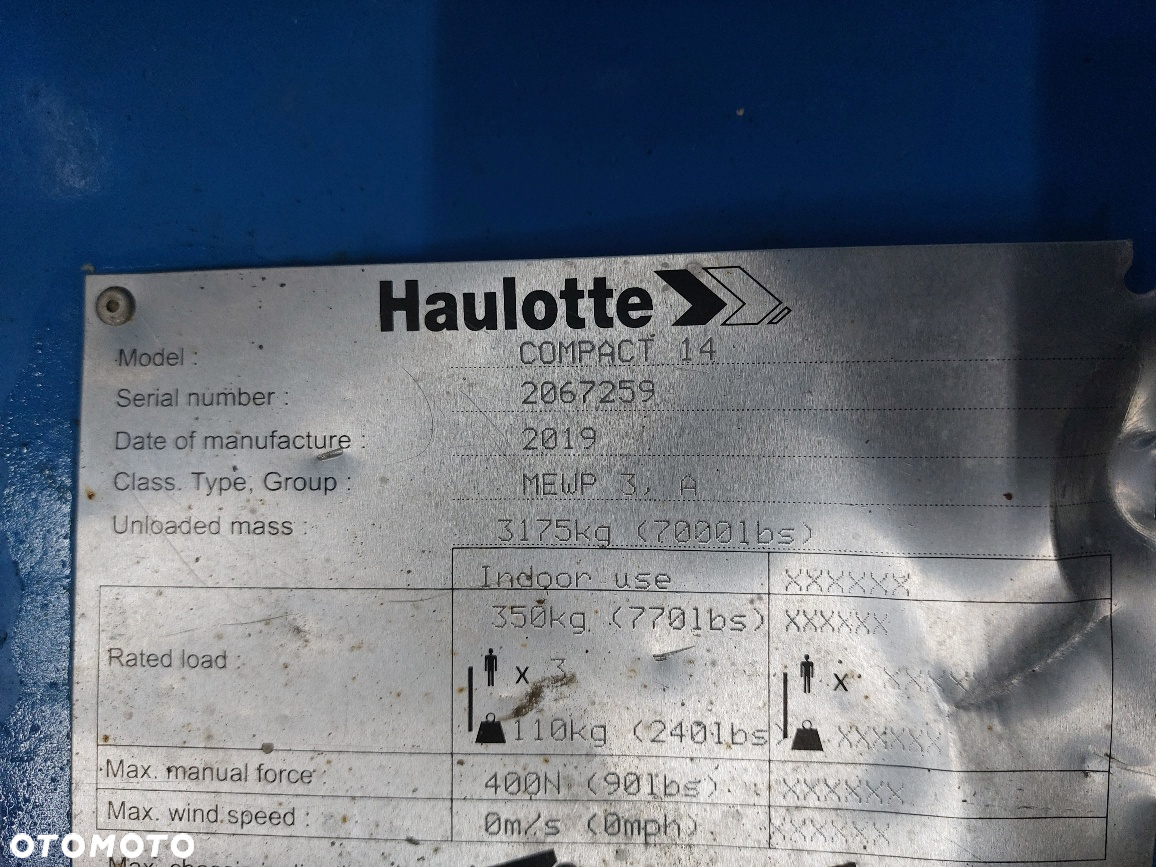 Haulotte
Model : COMPACT 14
Serial number : 2067259
Date of manufacture : 2019
Class. Type, Group : MEWP 3, A
Unloaded mass : 3175kg (7000lbs)
Indoor use XXXXXX
350kg (770lbs) XXXXXX
Rated load : x 3 x XXXX
110kg (240lbs XXXXXX
Max. manual force : 400N (90lbs) XXXXXX
Max. wind speed : 0m/s (0mph) XXXXXX
OTOMOTO